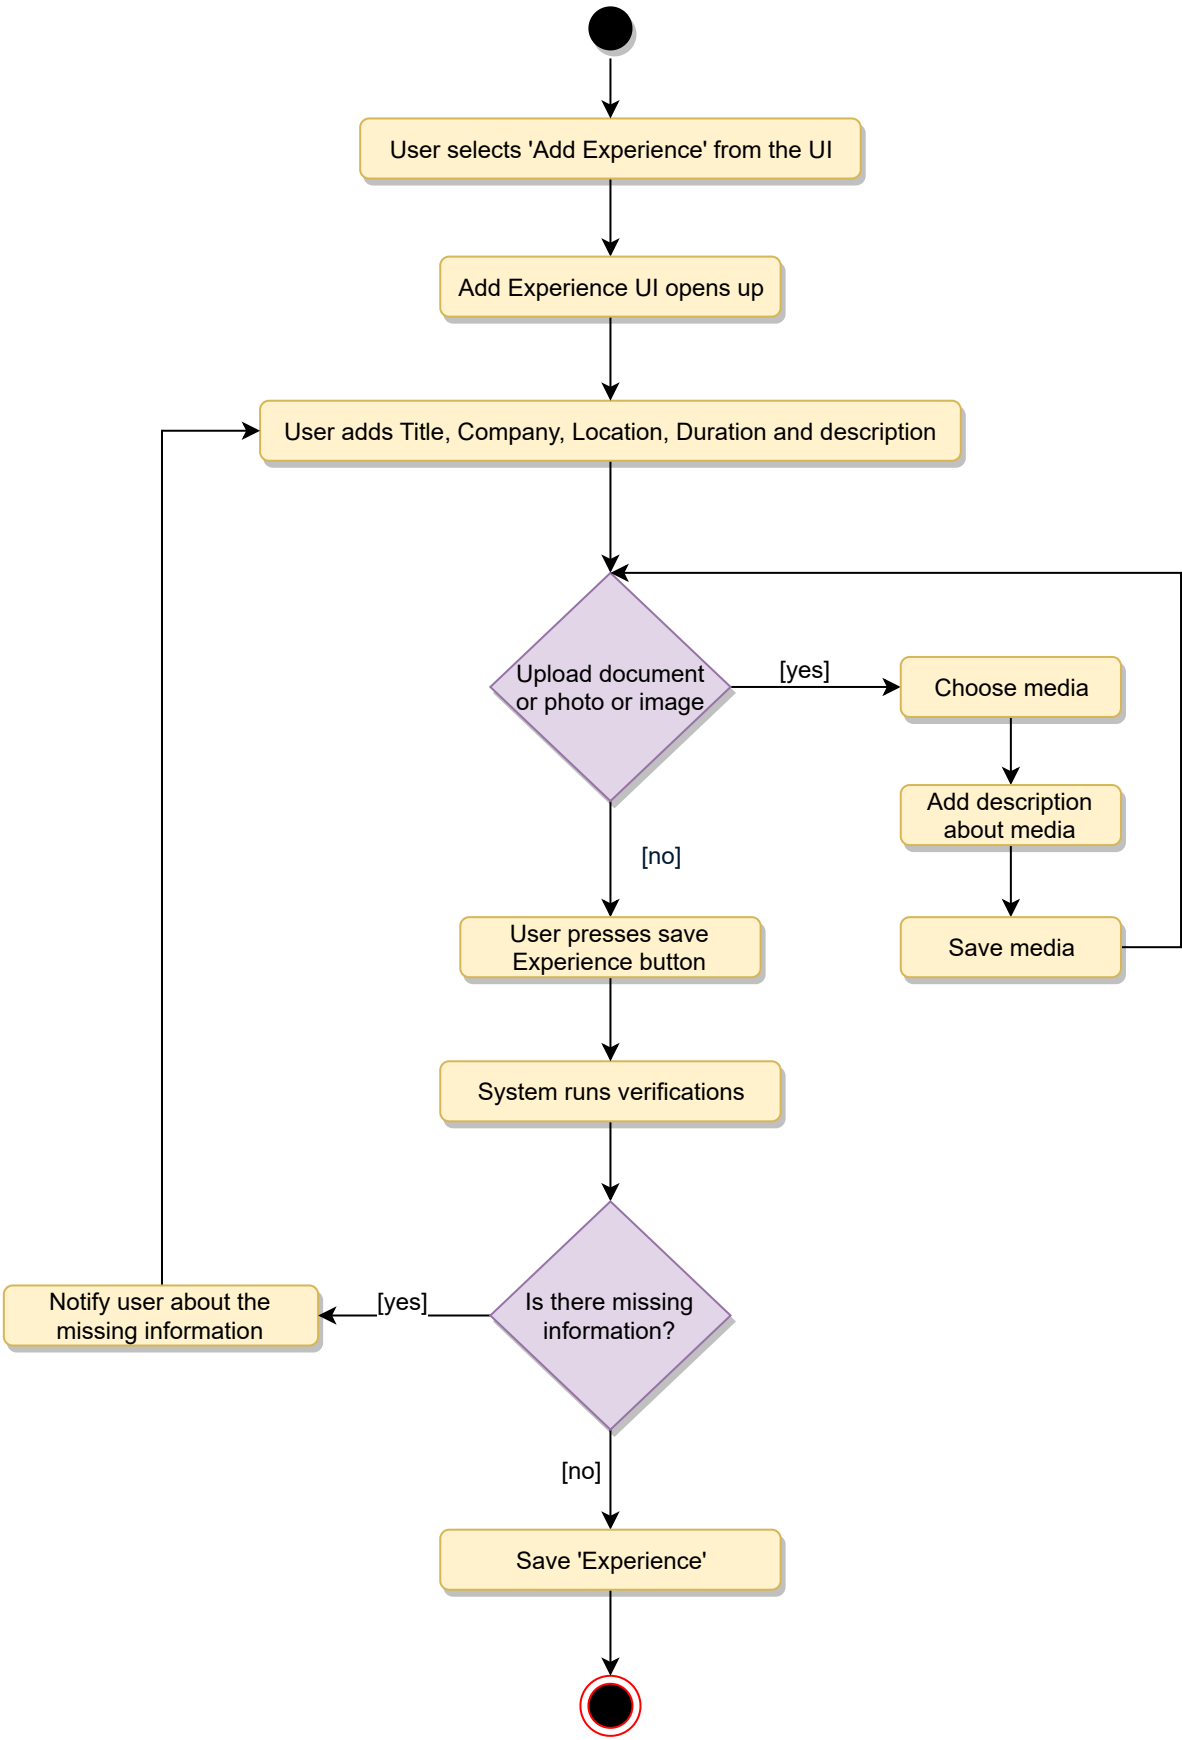 User selects 'Add Experience' from the UI
Add Experience UI opens up
User adds Title, Company, Location, Duration and description
Upload document
or photo or image
[yes]
Choose media
Add description
about media
Save media
[no]
User presses save
Experience button
System runs verifications
Is there missing
information?
[yes]
Notify user about the
missing information
[no]
Save 'Experience'